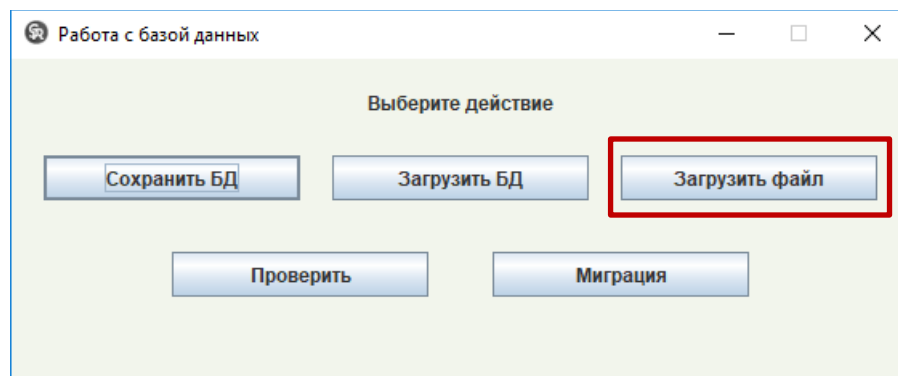 Работа с базой данных
Выберите действие
Сохранить БД
Загрузить БД
Загрузить файл
Проверить
Миграция